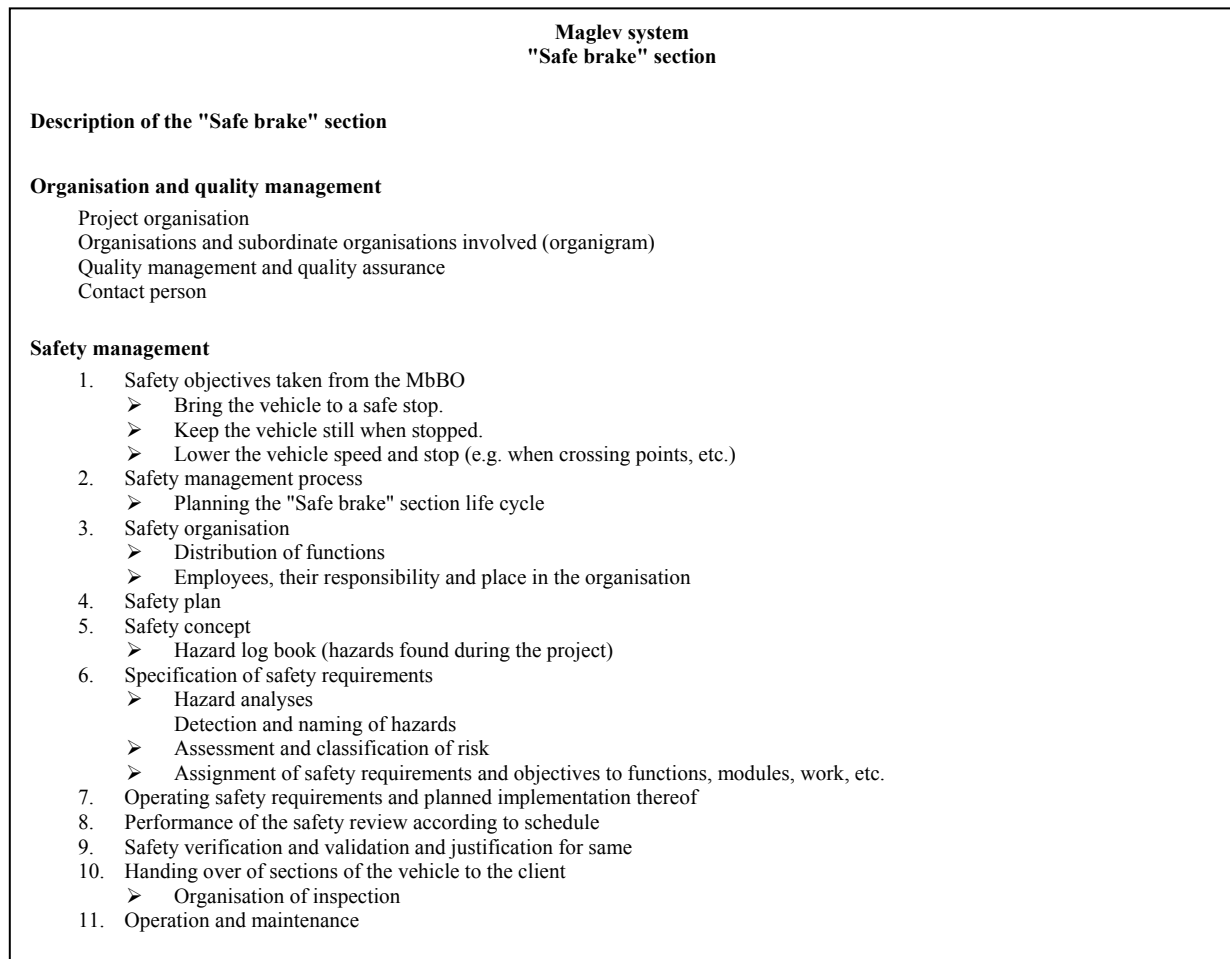 Maglev system
"Safe brake" section
Description of the "Safe brake" section
Organisation and quality management
Project organisation
Organisations and subordinate organisations involved (organigram)
Quality management and quality assurance
Contact person
Safety management
1. Safety objectives taken from the MbBO
➢ Bring the vehicle to a safe stop.
➢ Keep the vehicle still when stopped.
➢ Lower the vehicle speed and stop (e.g. when crossing points, etc.)
2. Safety management process
➢ Planning the "Safe brake" section life cycle
3. Safety organisation
➢ Distribution of functions
➢ Employees, their responsibility and place in the organisation
4. Safety plan
5. Safety concept
➢ Hazard log book (hazards found during the project)
6. Specification of safety requirements
➢ Hazard analyses
Detection and naming of hazards
➢ Assessment and classification of risk
➢ Assignment of safety requirements and objectives to functions, modules, work, etc.
7. Operating safety requirements and planned implementation thereof
8. Performance of the safety review according to schedule
9. Safety verification and validation and justification for same
10. Handing over of sections of the vehicle to the client
➢ Organisation of inspection
11. Operation and maintenance